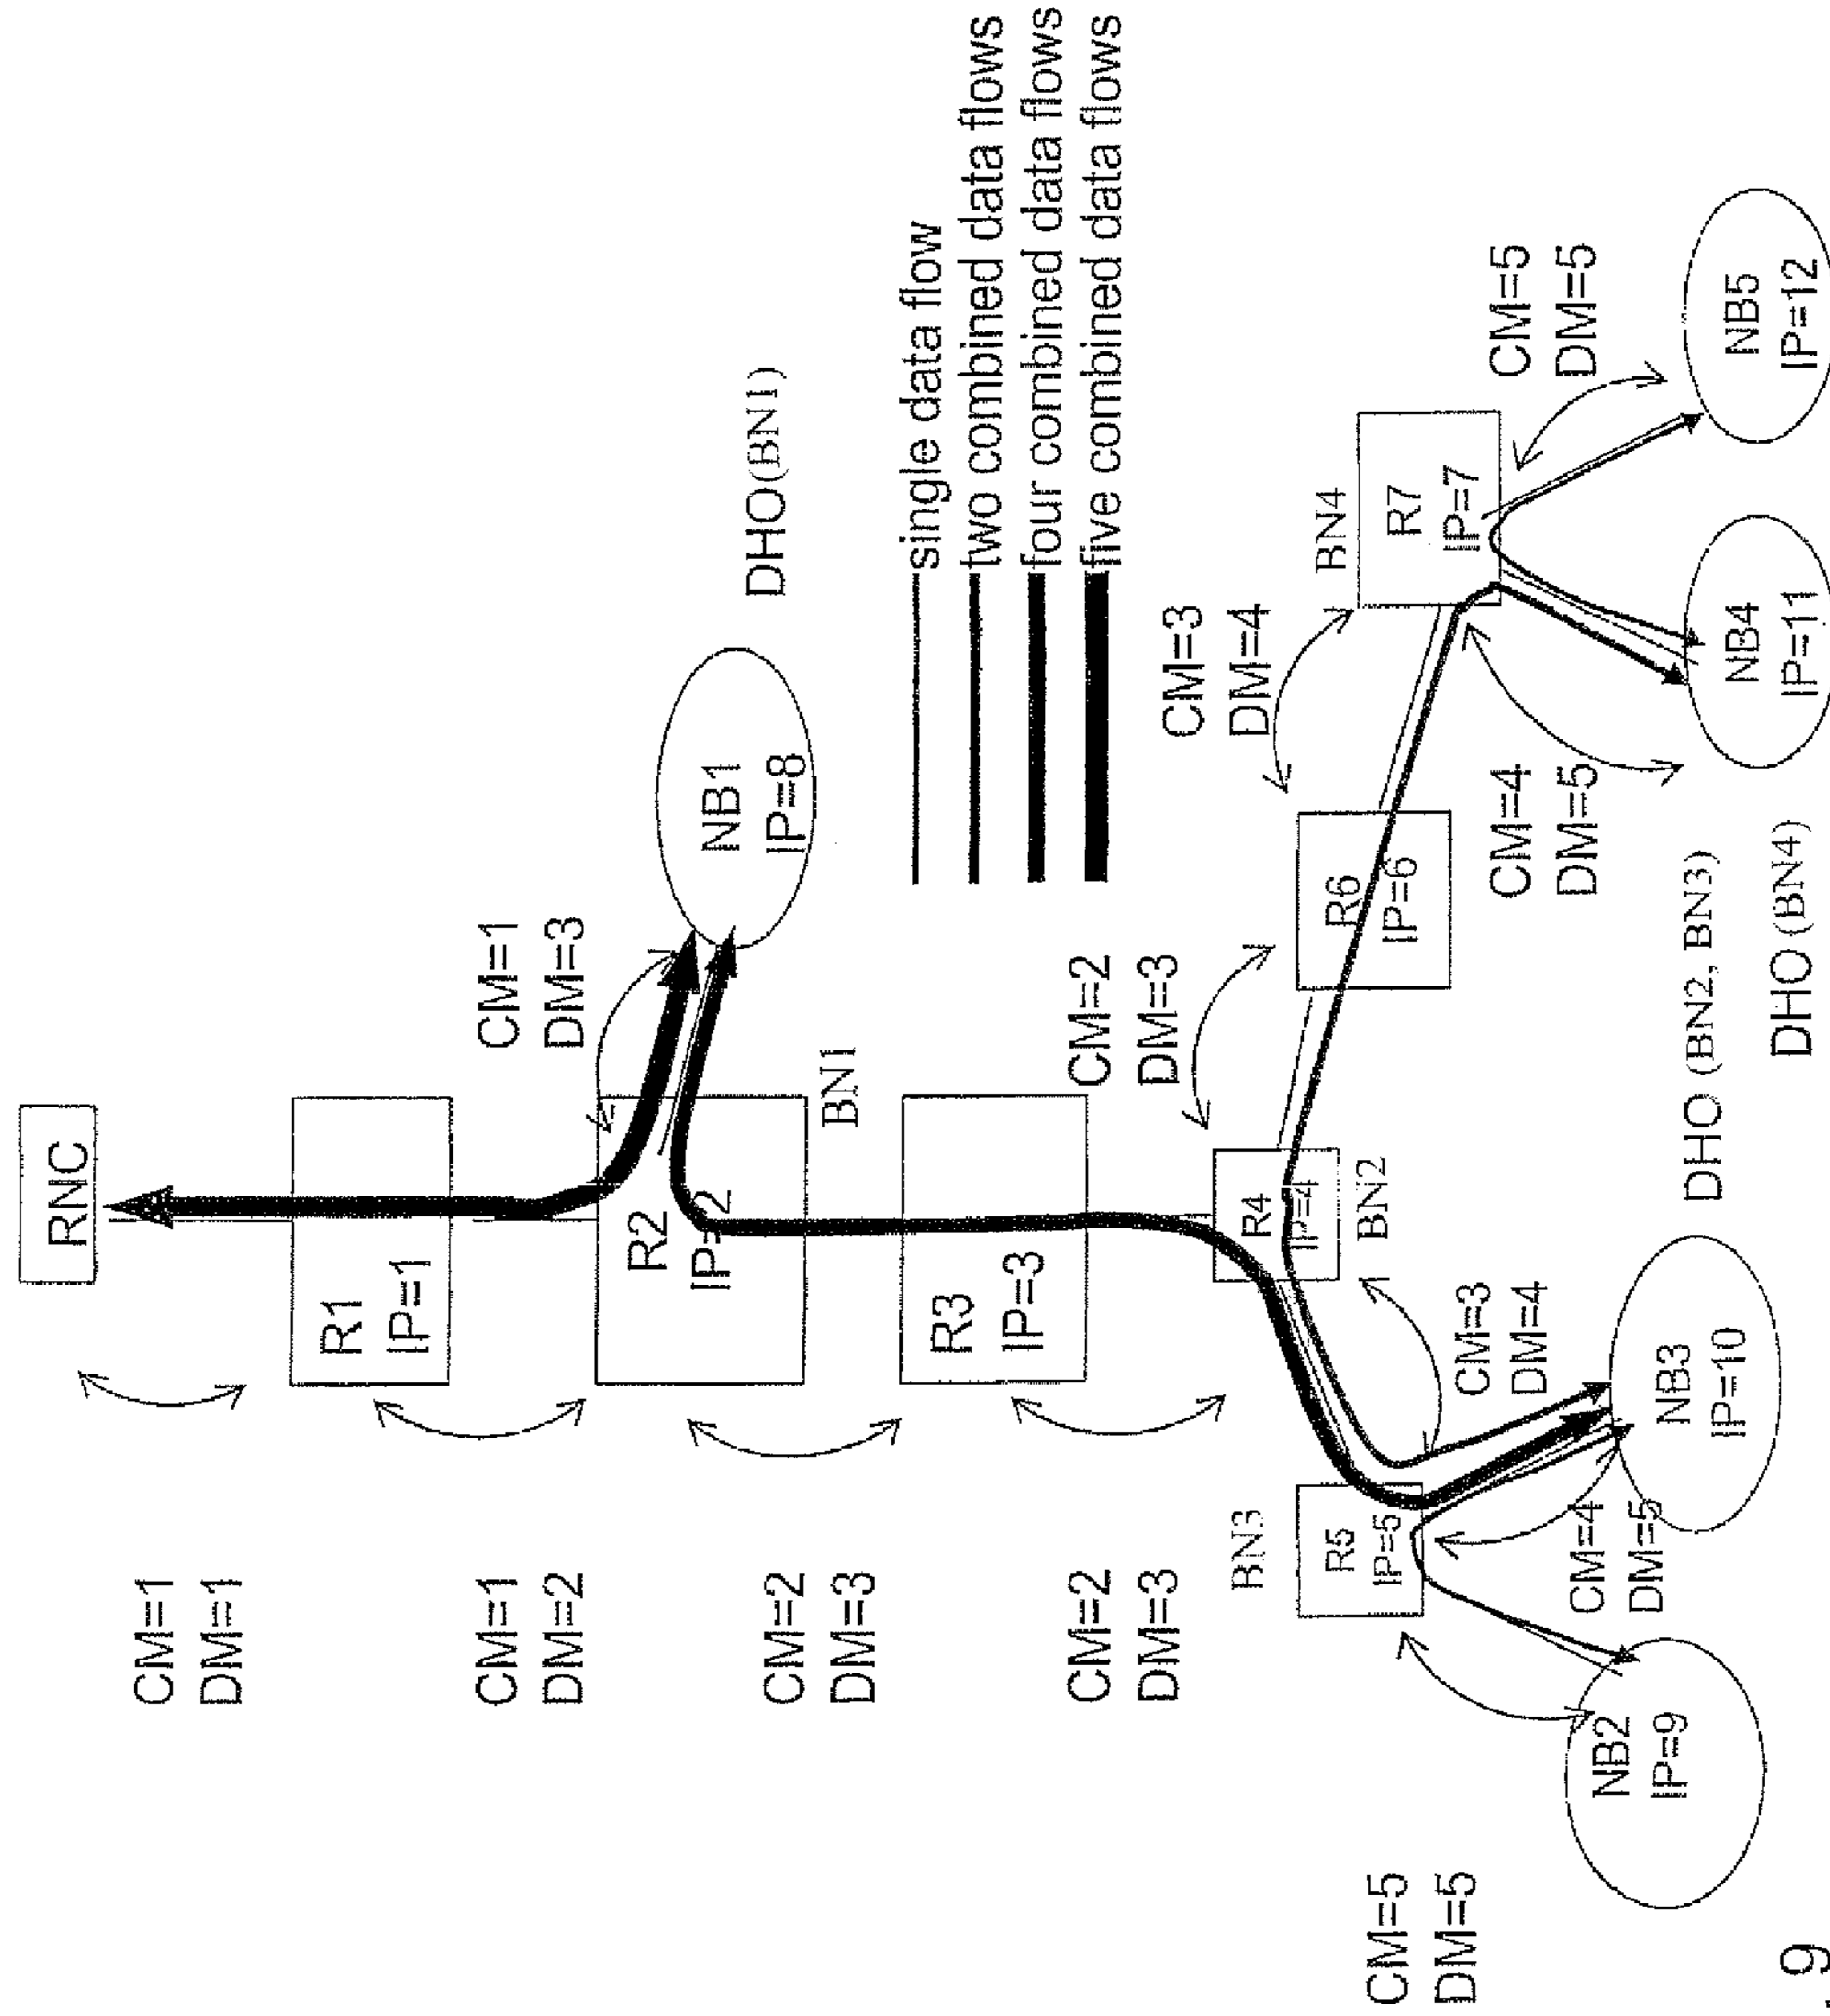 RNC
CM=1
DM=1
R1
IP=1
CM=1
DM=2
R2
IP=2
BN1
CM=1
DM=3
NB1
IP=8
DHO(BN1)
CM=2
DM=3
R3
IP=3
CM=2
DM=3
single data flow
two combined data flows
four combined data flows
five combined data flows
R4
IP=4
BN2
CM=2
DM=3
R6
IP=6
CM=3
DM=4
BN4
R7
IP=7
CM=5
DM=5
BN3
R5
IP=5
CM=3
DM=4
CM=4
DM=5
CM=4
DM=5
CM=5
DM=5
NB2
IP=9
NB3
IP=10
NB4
IP=11
NB5
IP=12
DHO (BN2, BN3)
DHO (BN4)
9